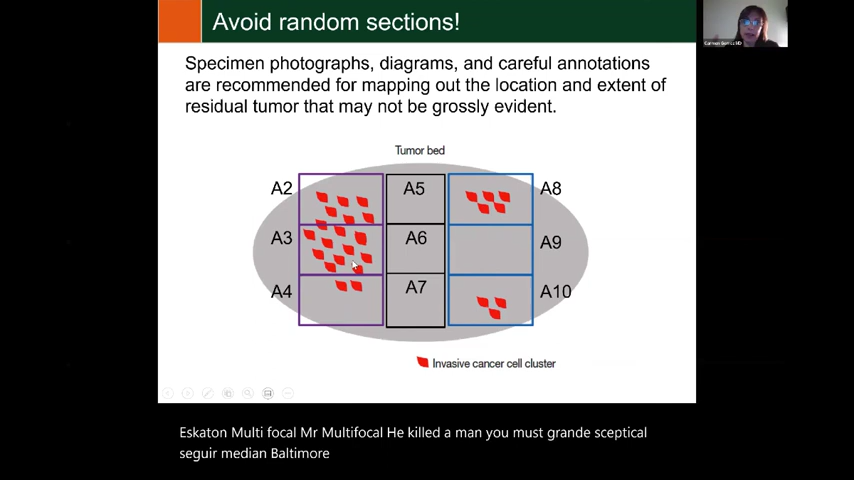 Avoid random sections!
Specimen photographs, diagrams, and careful annotations
are recommended for mapping out the location and extent of
residual tumor that may not be grossly evident.
Tumor bed
A2
A5
A8
A3
A6
A9
A4
A7
A10
Invasive cancer cell cluster
Eskaton Multi focal Mr Multifocal He killed a man you must grande sceptical
seguir median Baltimore